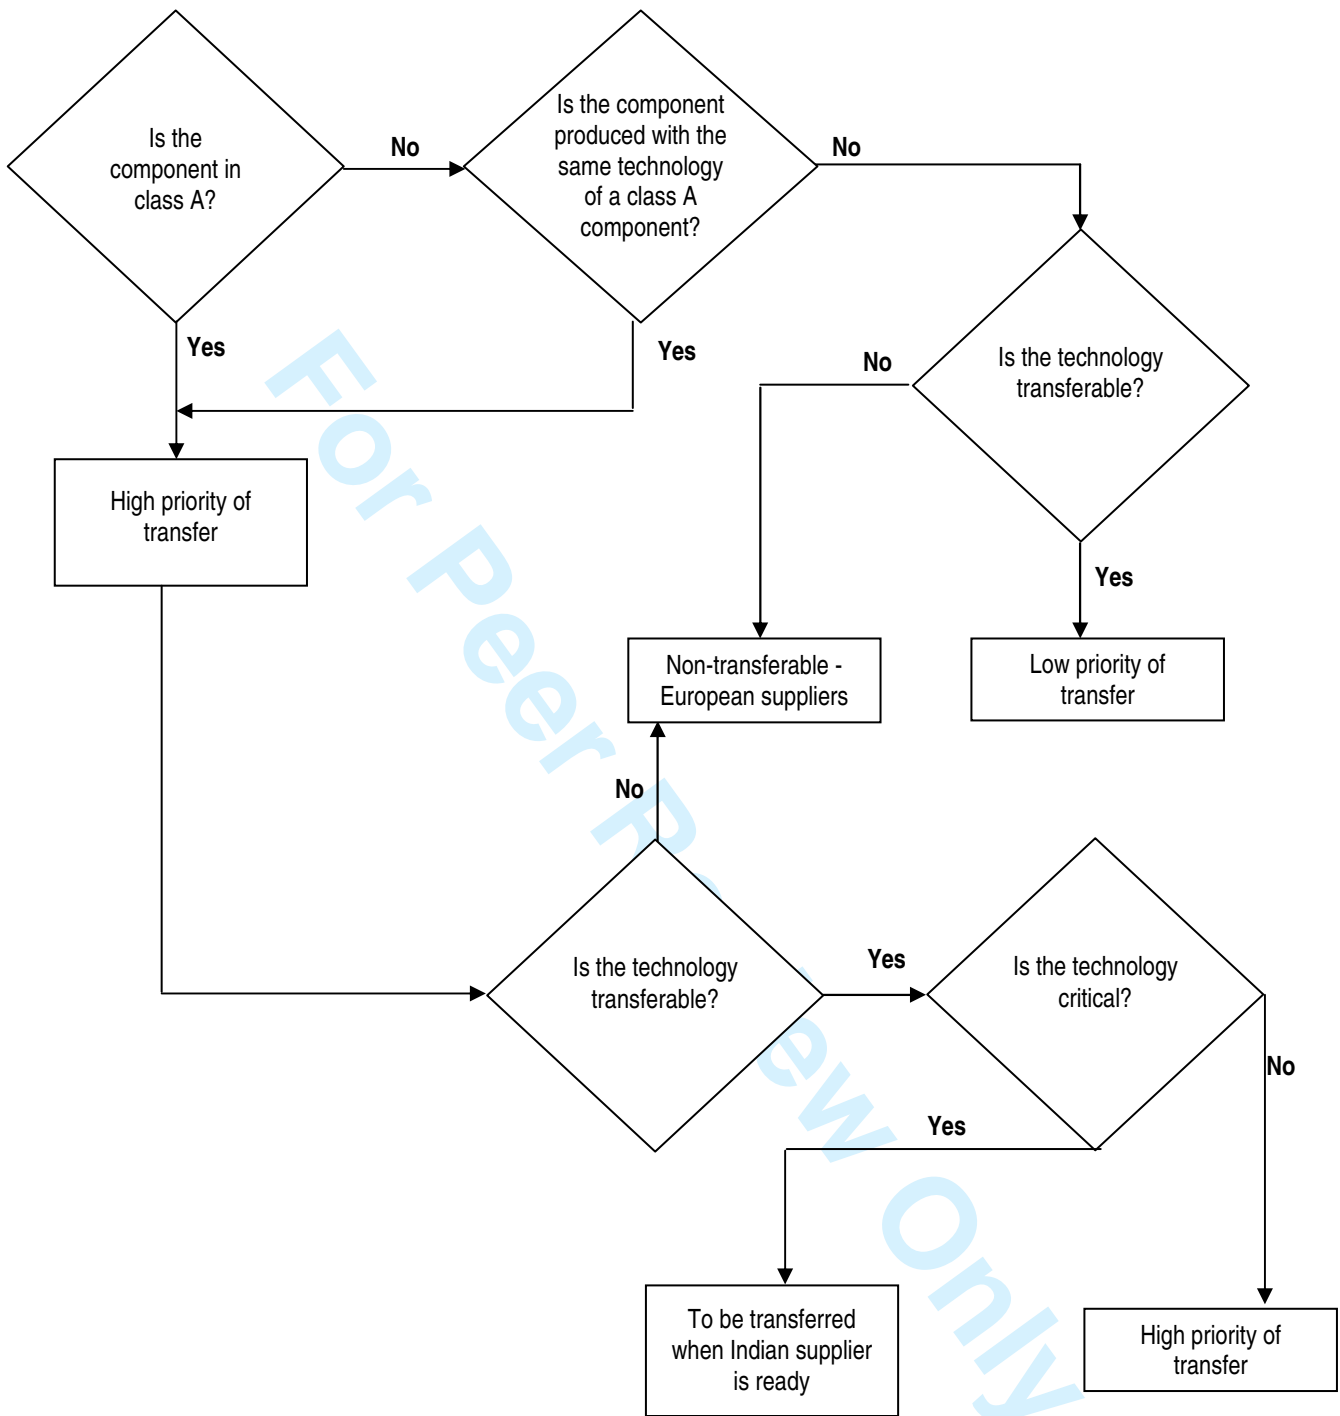 Is the
component in
class A?
No
Is the component
produced with the
same technology
of a class A
component?
No
Yes
Yes
No
Is the technology
transferable?
High priority of
transfer
Yes
Non-transferable -
European suppliers
Low priority of
transfer
No
Is the technology
transferable?
Yes
Is the technology
critical?
No
Yes
To be transferred
when Indian supplier
is ready
High priority of
transfer
For Peer Review Only